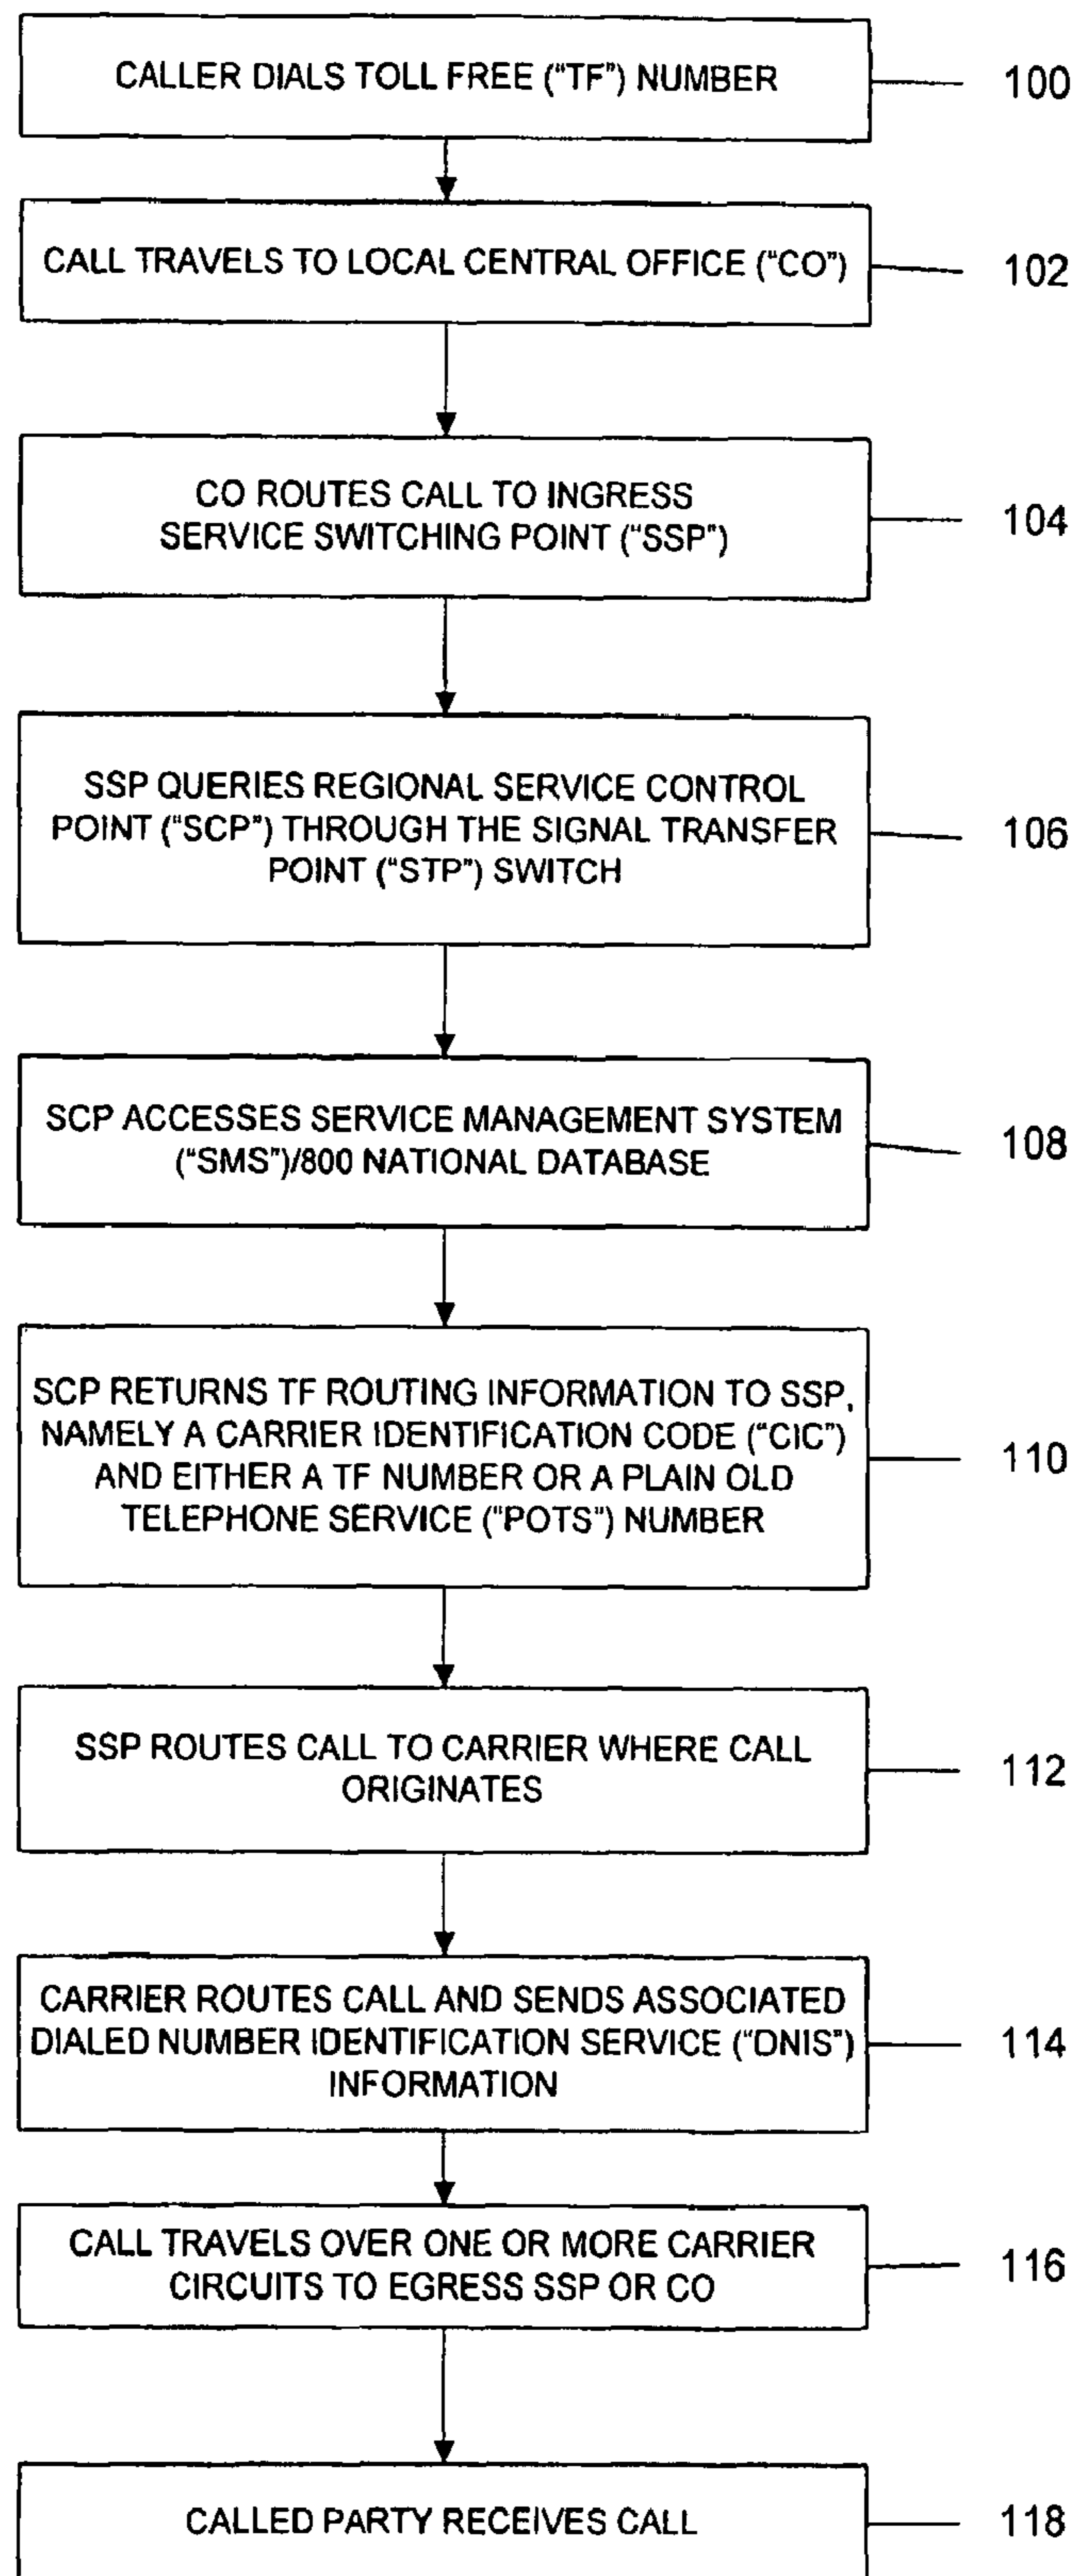 CALLER DIALS TOLL FREE ("TF") NUMBER
100
CALL TRAVELS TO LOCAL CENTRAL OFFICE ("CO")
102
CO ROUTES CALL TO INGRESS
SERVICE SWITCHING POINT ("SSP")
104
SSP QUERIES REGIONAL SERVICE CONTROL
POINT ("SCP") THROUGH THE SIGNAL TRANSFER
POINT ("STP") SWITCH
106
SCP ACCESSES SERVICE MANAGEMENT SYSTEM
("SMS")/800 NATIONAL DATABASE
108
SCP RETURNS TF ROUTING INFORMATION TO SSP,
NAMELY A CARRIER IDENTIFICATION CODE ("CIC")
AND EITHER A TF NUMBER OR A PLAIN OLD
TELEPHONE SERVICE ("POTS") NUMBER
110
SSP ROUTES CALL TO CARRIER WHERE CALL
ORIGINATES
112
CARRIER ROUTES CALL AND SENDS ASSOCIATED
DIALED NUMBER IDENTIFICATION SERVICE ("DNIS")
INFORMATION
114
CALL TRAVELS OVER ONE OR MORE CARRIER
CIRCUITS TO EGRESS SSP OR CO
116
CALLED PARTY RECEIVES CALL
118